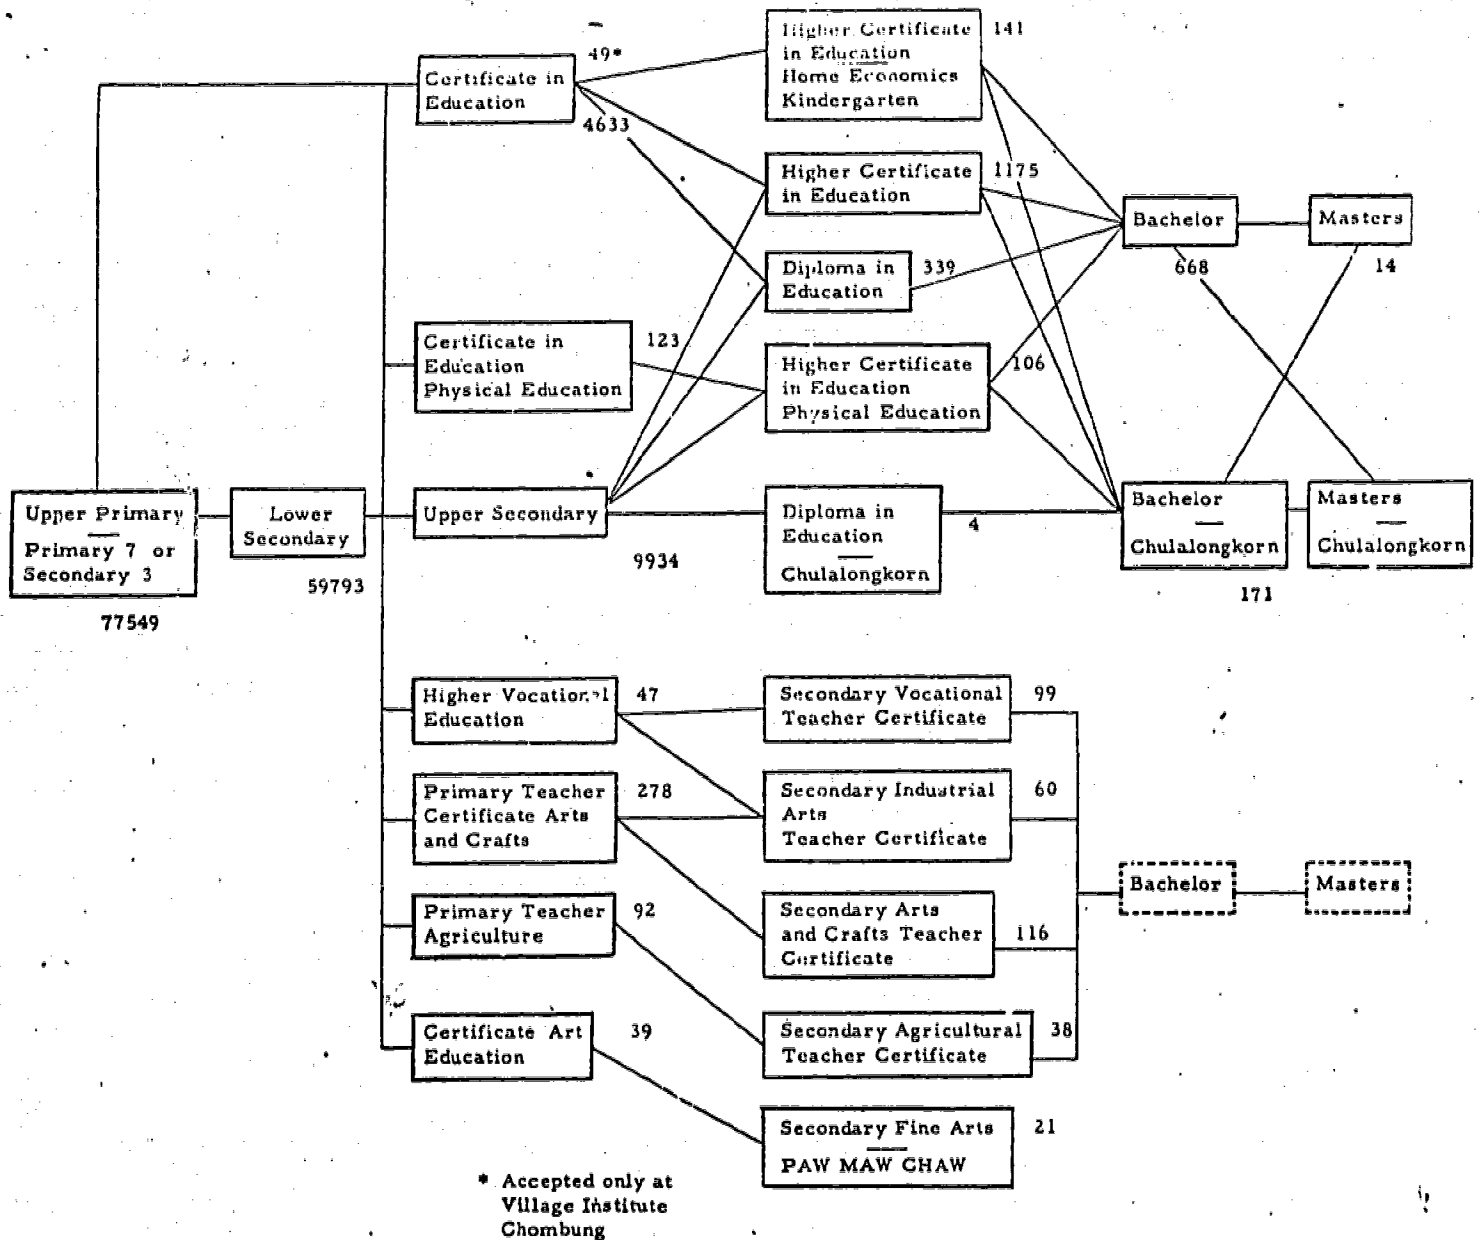 49*
Certificate in
Education
4633
Higher Certificate
in Education
Home Economics
Kindergarten
141
Higher Certificate
in Education
1175
Diploma in
Education
339
Bachelor
668
Masters
14
Certificate in
Education
Physical Education
123
Higher Certificate
in Education
Physical Education
106
Upper Primary
Primary 7 or
Secondary 3
77549
Lower
Secondary
59793
Upper Secondary
9934
Diploma in
Education
Chulalongkorn
4
Bachelor
Chulalongkorn
171
Masters
Chulalongkorn
Higher Vocational
Education
47
Secondary Vocational
Teacher Certificate
99
Primary Teacher
Certificate Arts
and Crafts
278
Secondary Industrial
Arts
Teacher Certificate
60
Primary Teacher
Agriculture
92
Secondary Arts
and Crafts Teacher
Certificate
116
Bachelor
Masters
Certificate Art
Education
39
Secondary Agricultural
Teacher Certificate
38
Secondary Fine Arts
PAW MAW CHAW
21
* Accepted only at
Village Institute
Chombung